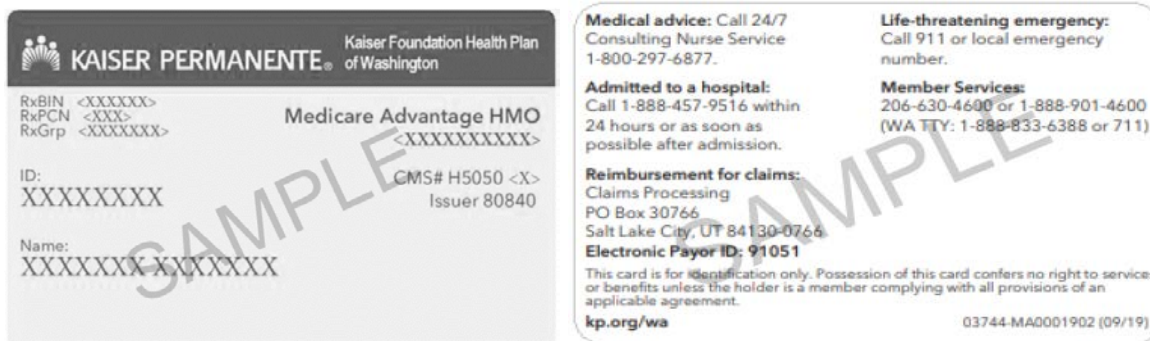 KAISER PERMANENTE®
Kaiser Foundation Health Plan
of Washington
RxBIN <XXXXXX>
RxPCN <XXX>
RxGrp <XXXXXXX>
Medicare Advantage HMO
<XXXXXXXXXX>
ID:
XXXXXXXX
CMS# H5050 <X>
Issuer 80840
Name:
XXXXXXXXXXXXXXX
SAMPLE
Medical advice: Call 24/7
Consulting Nurse Service
1-800-297-6877.
Admitted to a hospital:
Call 1-888-457-9516 within
24 hours or as soon as
possible after admission.
Reimbursement for claims:
Claims Processing
PO Box 30766
Salt Lake City, UT 84130-0766
Electronic Payor ID: 91051
Life-threatening emergency:
Call 911 or local emergency
number.
Member Services:
206-630-4600 or 1-888-901-4600
(WA TTY: 1-888-833-6388 or 711)
This card is for identification only. Possession of this card confers no right to service
or benefits unless the holder is a member complying with all provisions of an
applicable agreement.
kp.org/wa
03744-MA0001902 (09/19)
SAMPLE